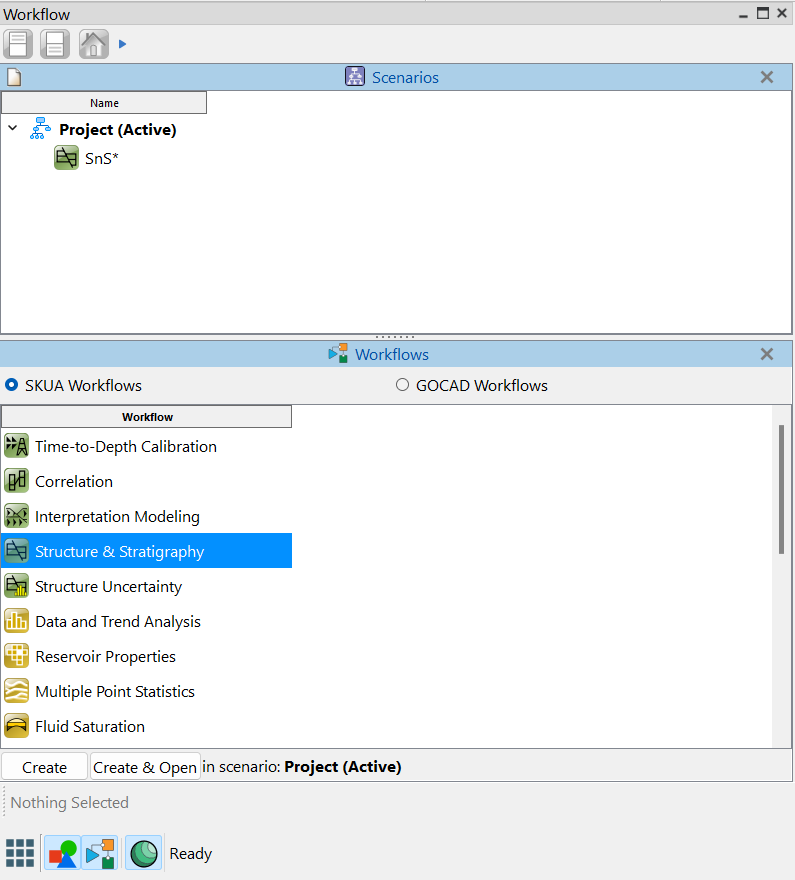 Workflow
Scenarios
Name
Project (Active)
SnS*
Workflows
SKUA Workflows GOCAD Workflows
Workflow
Time-to-Depth Calibration
Correlation
Interpretation Modeling
Structure & Stratigraphy
Structure Uncertainty
Data and Trend Analysis
Reservoir Properties
Multiple Point Statistics
Fluid Saturation
Create Create & Open in scenario: Project (Active)
Nothing Selected
Ready